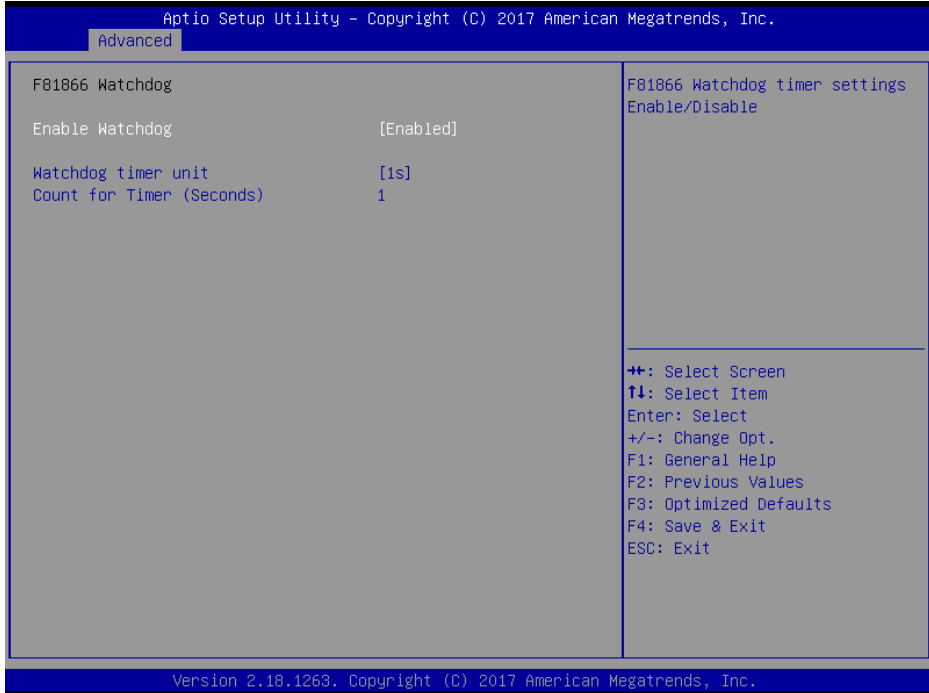 Aptio Setup Utility – Copyright (C) 2017 American Megatrends, Inc.
Advanced
F81866 Watchdog
Enable Watchdog [Enabled]
Watchdog timer unit [1s]
Count for Timer (Seconds) 1
F81866 Watchdog timer settings
Enable/Disable
→←: Select Screen
↑↓: Select Item
Enter: Select
+/-: Change Opt.
F1: General Help
F2: Previous Values
F3: Optimized Defaults
F4: Save & Exit
ESC: Exit
Version 2.18.1263. Copyright (C) 2017 American Megatrends, Inc.